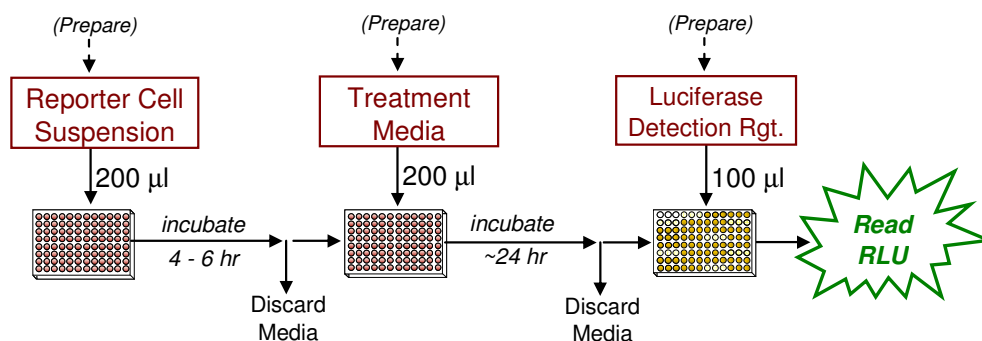 (Prepare)
(Prepare)
(Prepare)
Reporter Cell
Suspension
Treatment
Media
Luciferase
Detection Rgt.
200 µl
200 µl
100 µl
incubate
4 - 6 hr
incubate
~24 hr
Read
RLU
Discard
Media
Discard
Media